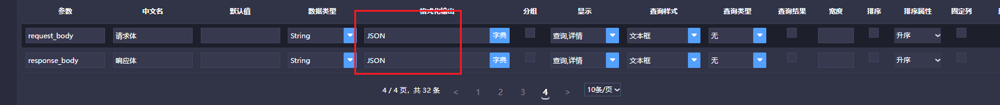 参数 中文名 默认值 数据类型 格式化输出 分组 显示 查询样式 查询类型 查询结果 宽度 排序 排序属性 固定列
request_body 请求体 String JSON 字典 查询,详情 文本框 无 升序
response_body 响应体 String JSON 字典 查询,详情 文本框 无 升序
4 / 4 页，共 32 条 < 1 2 3 4 > 10条/页